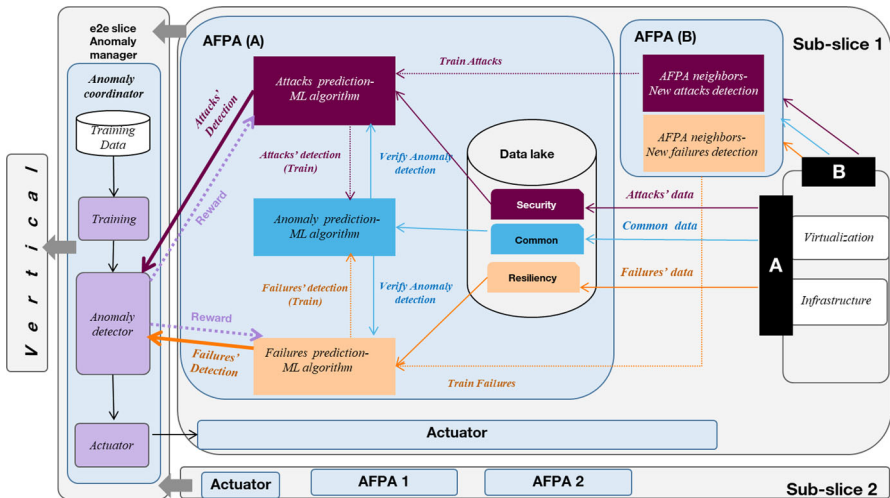 e2e slice
Anomaly
manager
Anomaly
coordinator
Training
Data
Training
Anomaly
detector
Actuator
Vertical
AFPA (A)
Attacks prediction-
ML algorithm
Attacks'
Detection
Reward
Attacks' detection
(Train)
Verify Anomaly
detection
Anomaly prediction-
ML algorithm
Failures' detection
(Train)
Verify Anomaly
detection
Reward
Failures'
Detection
Failures prediction-
ML algorithm
Train Attacks
Data lake
Security
Common
Resiliency
Train Failures
AFPA (B)
AFPA neighbors-
New attacks detection
AFPA neighbors-
New failures detection
Sub-slice 1
Attacks' data
Common data
Failures' data
B
A
Virtualization
Infrastructure
Actuator
Actuator
AFPA 1
AFPA 2
Sub-slice 2